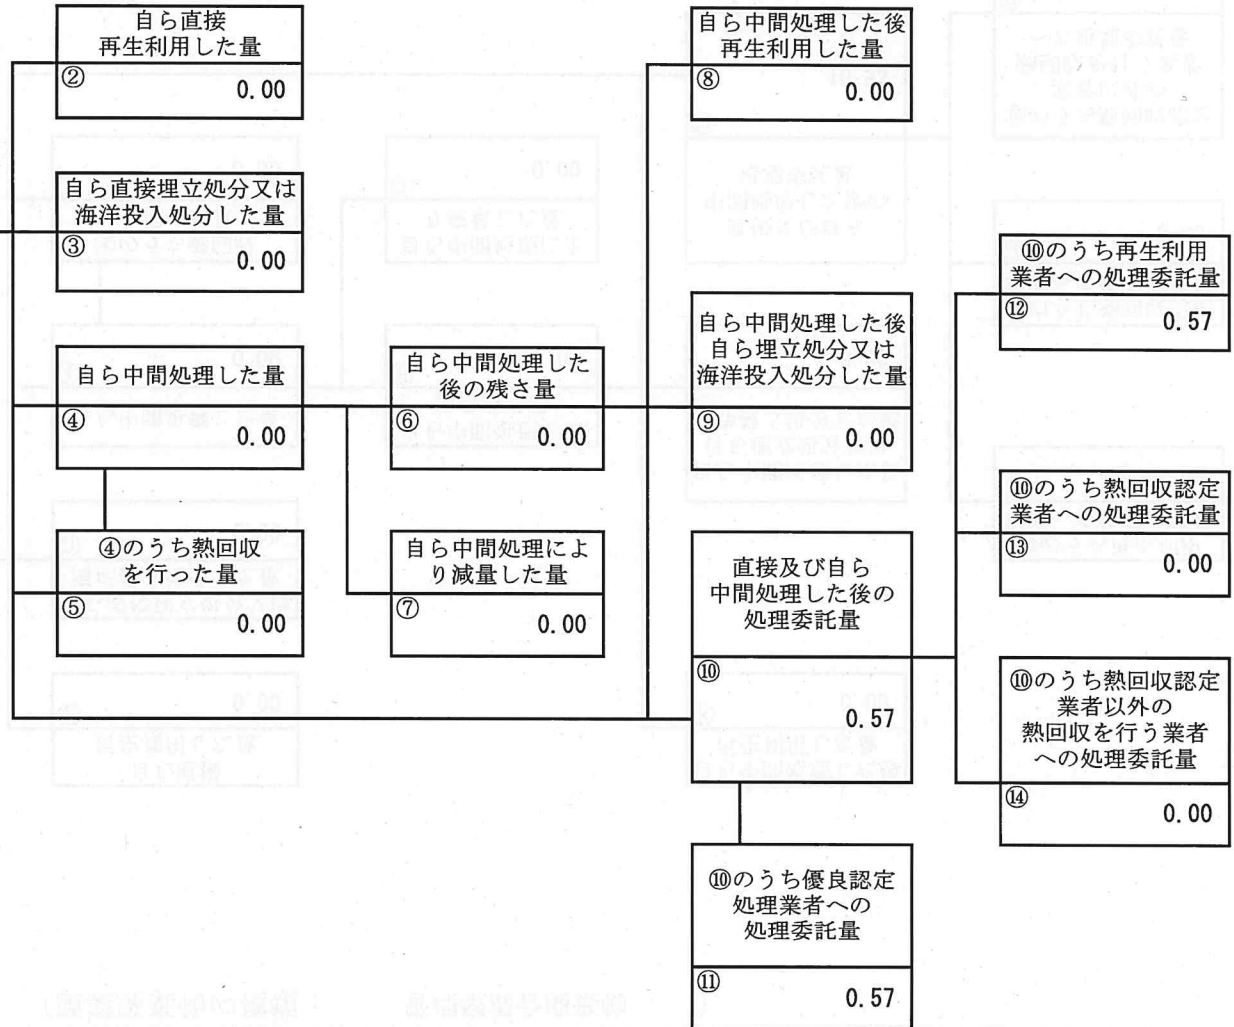 自ら直接
再生利用した量
②
0.00
自ら直接埋立処分又は
海洋投入処分した量
③
0.00
自ら中間処理した量
④
0.00
④のうち熱回収
を行った量
⑤
0.00
自ら中間処理した
後の残さ量
⑥
0.00
自ら中間処理によ
り減量した量
⑦
0.00
自ら中間処理した後
再生利用した量
⑧
0.00
自ら中間処理した後
自ら埋立処分又は
海洋投入処分した量
⑨
0.00
直接及び自ら
中間処理した後の
処理委託量
⑩
0.57
⑩のうち優良認定
処理業者への
処理委託量
⑪
0.57
⑩のうち再生利用
業者への処理委託量
⑫
0.57
⑩のうち熱回収認定
業者への処理委託量
⑬
0.00
⑩のうち熱回収認定
業者以外の
熱回収を行う業者
への処理委託量
⑭
0.00